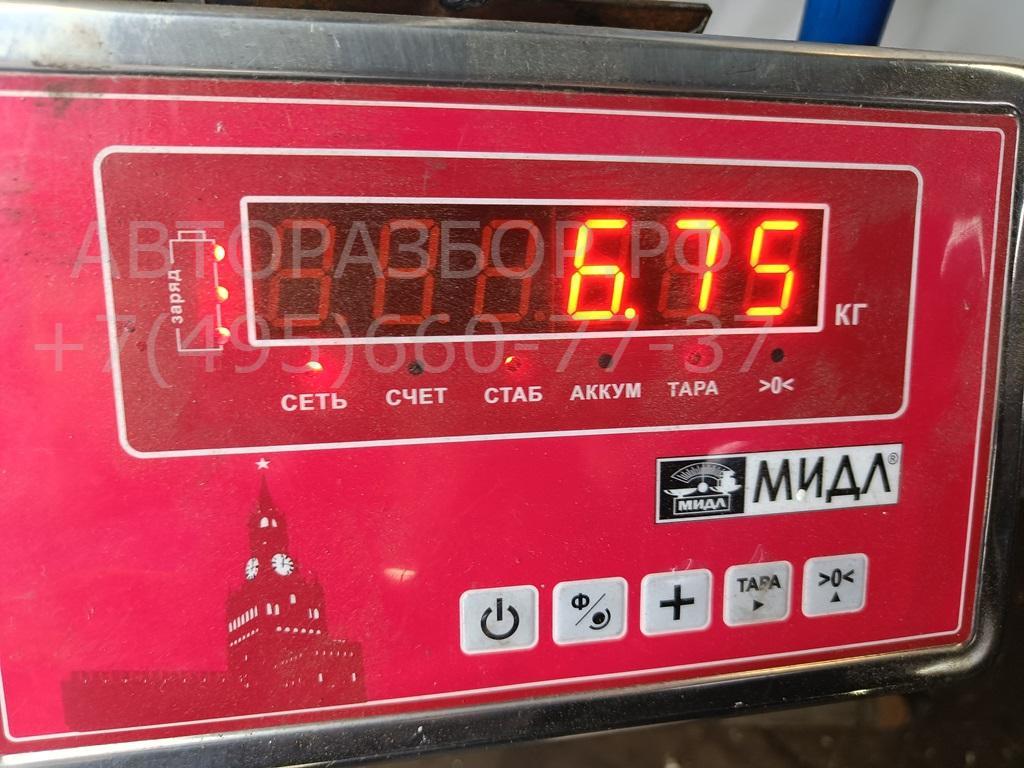 АВТОРАЗБОР.РФ
+7(495)660-77-37
заряд
6.75
КГ
СЕТЬ СЧЕТ СТАБ АККУМ ТАРА >0<
МИДЛ МИДЛ®
Ф + ТАРА >0<